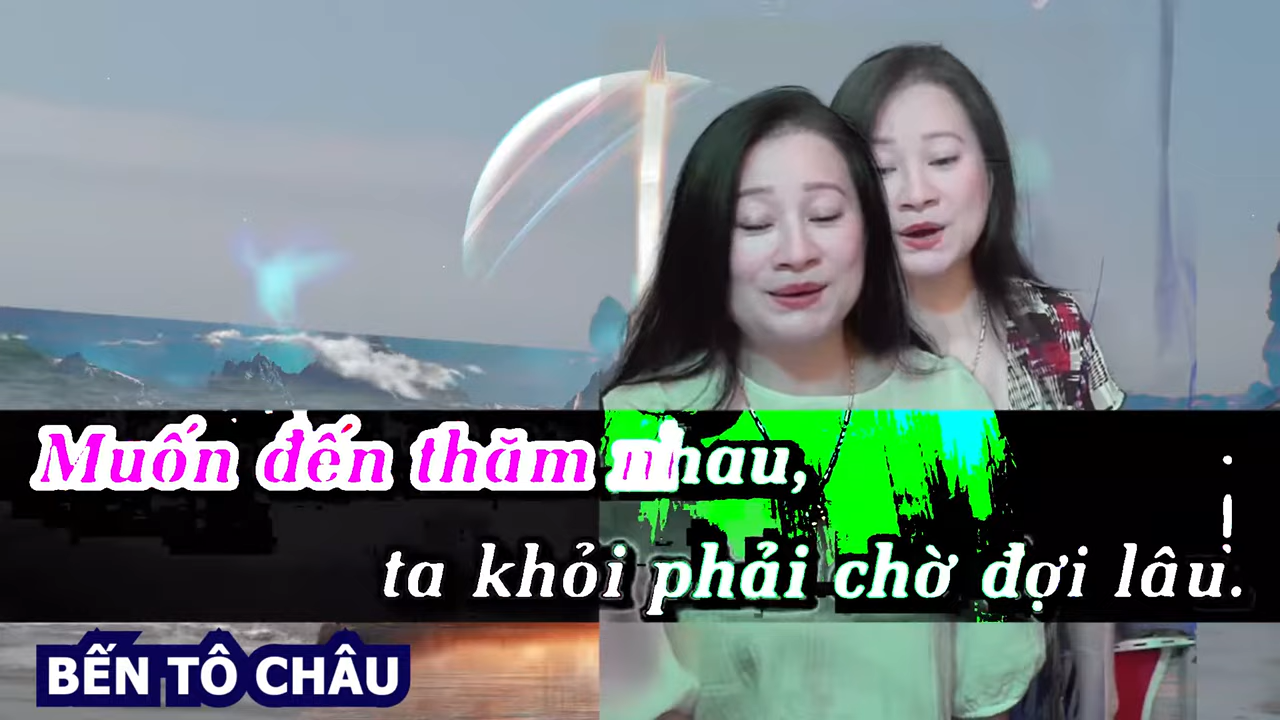 Muốn đến thăm nhau,
ta khỏi phải chờ đợi lâu.
BẾN TÔ CHÂU